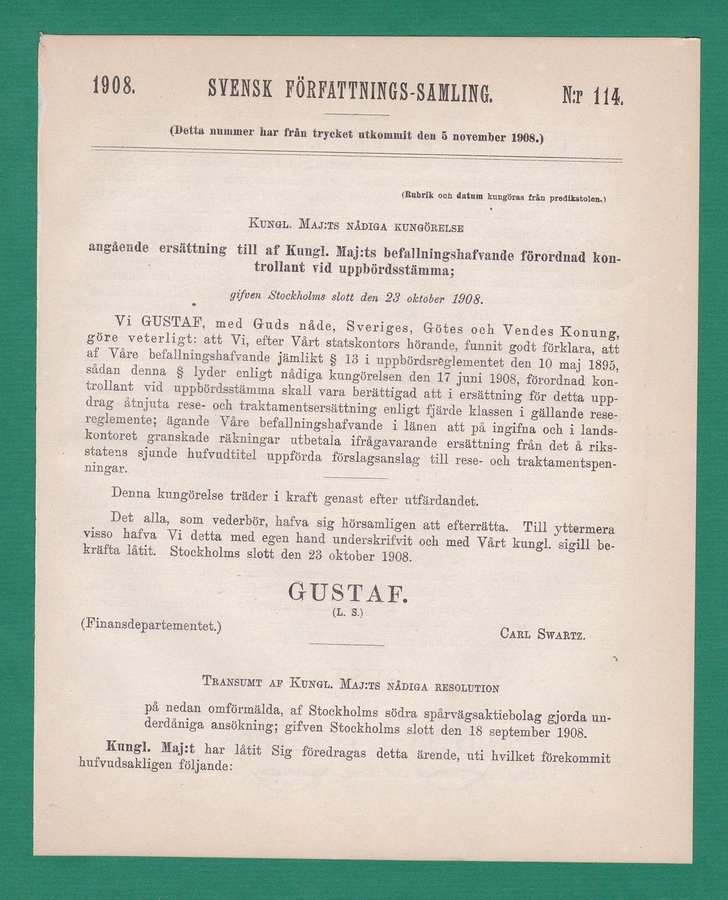 1908.
SVENSK FÖRFATTNINGS-SAMLING.
N:r 114.
(Detta nummer har från trycket utkommit den 5 november 1908.)
(Rubrik och datum kungöras från predikstolen.)
KUNGL. MAJ:TS NÅDIGA KUNGÖRELSE
angående ersättning till af Kungl. Maj:ts befallningshafvande förordnad kon-
trollant vid uppbördsstämma;
gifven Stockholms slott den 23 oktober 1908.
Vi GUSTAF, med Guds nåde, Sveriges, Götes och Vendes Konung,
göre veterligt: att Vi, efter Vårt statskontors hörande, funnit godt förklara, att
af Våre befallningshafvande jämlikt § 13 i uppbördsreglementet den 10 maj 1895,
sådan denna § lyder enligt nådiga kungörelsen den 17 juni 1908, förordnad kon-
trollant vid uppbördsstämma skall vara berättigad att i ersättning för detta upp-
drag åtnjuta rese- och traktamentsersättning enligt fjärde klassen i gällande rese-
reglemente; ägande Våre befallningshafvande i länen att på ingifna och i lands-
kontoret granskade räkningar utbetala ifrågavarande ersättning från det å riks-
statens sjunde hufvudtitel uppförda förslagsanslag till rese- och traktamentspen-
ningar.
Denna kungörelse träder i kraft genast efter utfärdandet.
Det alla, som vederbör, hafva sig hörsamligen att efterrätta. Till yttermera
visso hafva Vi detta med egen hand underskrifvit och med Vårt kungl. sigill be-
kräfta låtit. Stockholms slott den 23 oktober 1908.
GUSTAF.
(L. S.)
(Finansdepartementet.)
CARL SWARTZ.
TRANSUMT AF KUNGL. MAJ:TS NÅDIGA RESOLUTION
på nedan omförmälda, af Stockholms södra spårvägsaktiebolag gjorda un-
derdåniga ansökning; gifven Stockholms slott den 18 september 1908.
Kungl. Maj:t har låtit Sig föredragas detta ärende, uti hvilket förekommit
hufvudsakligen följande: